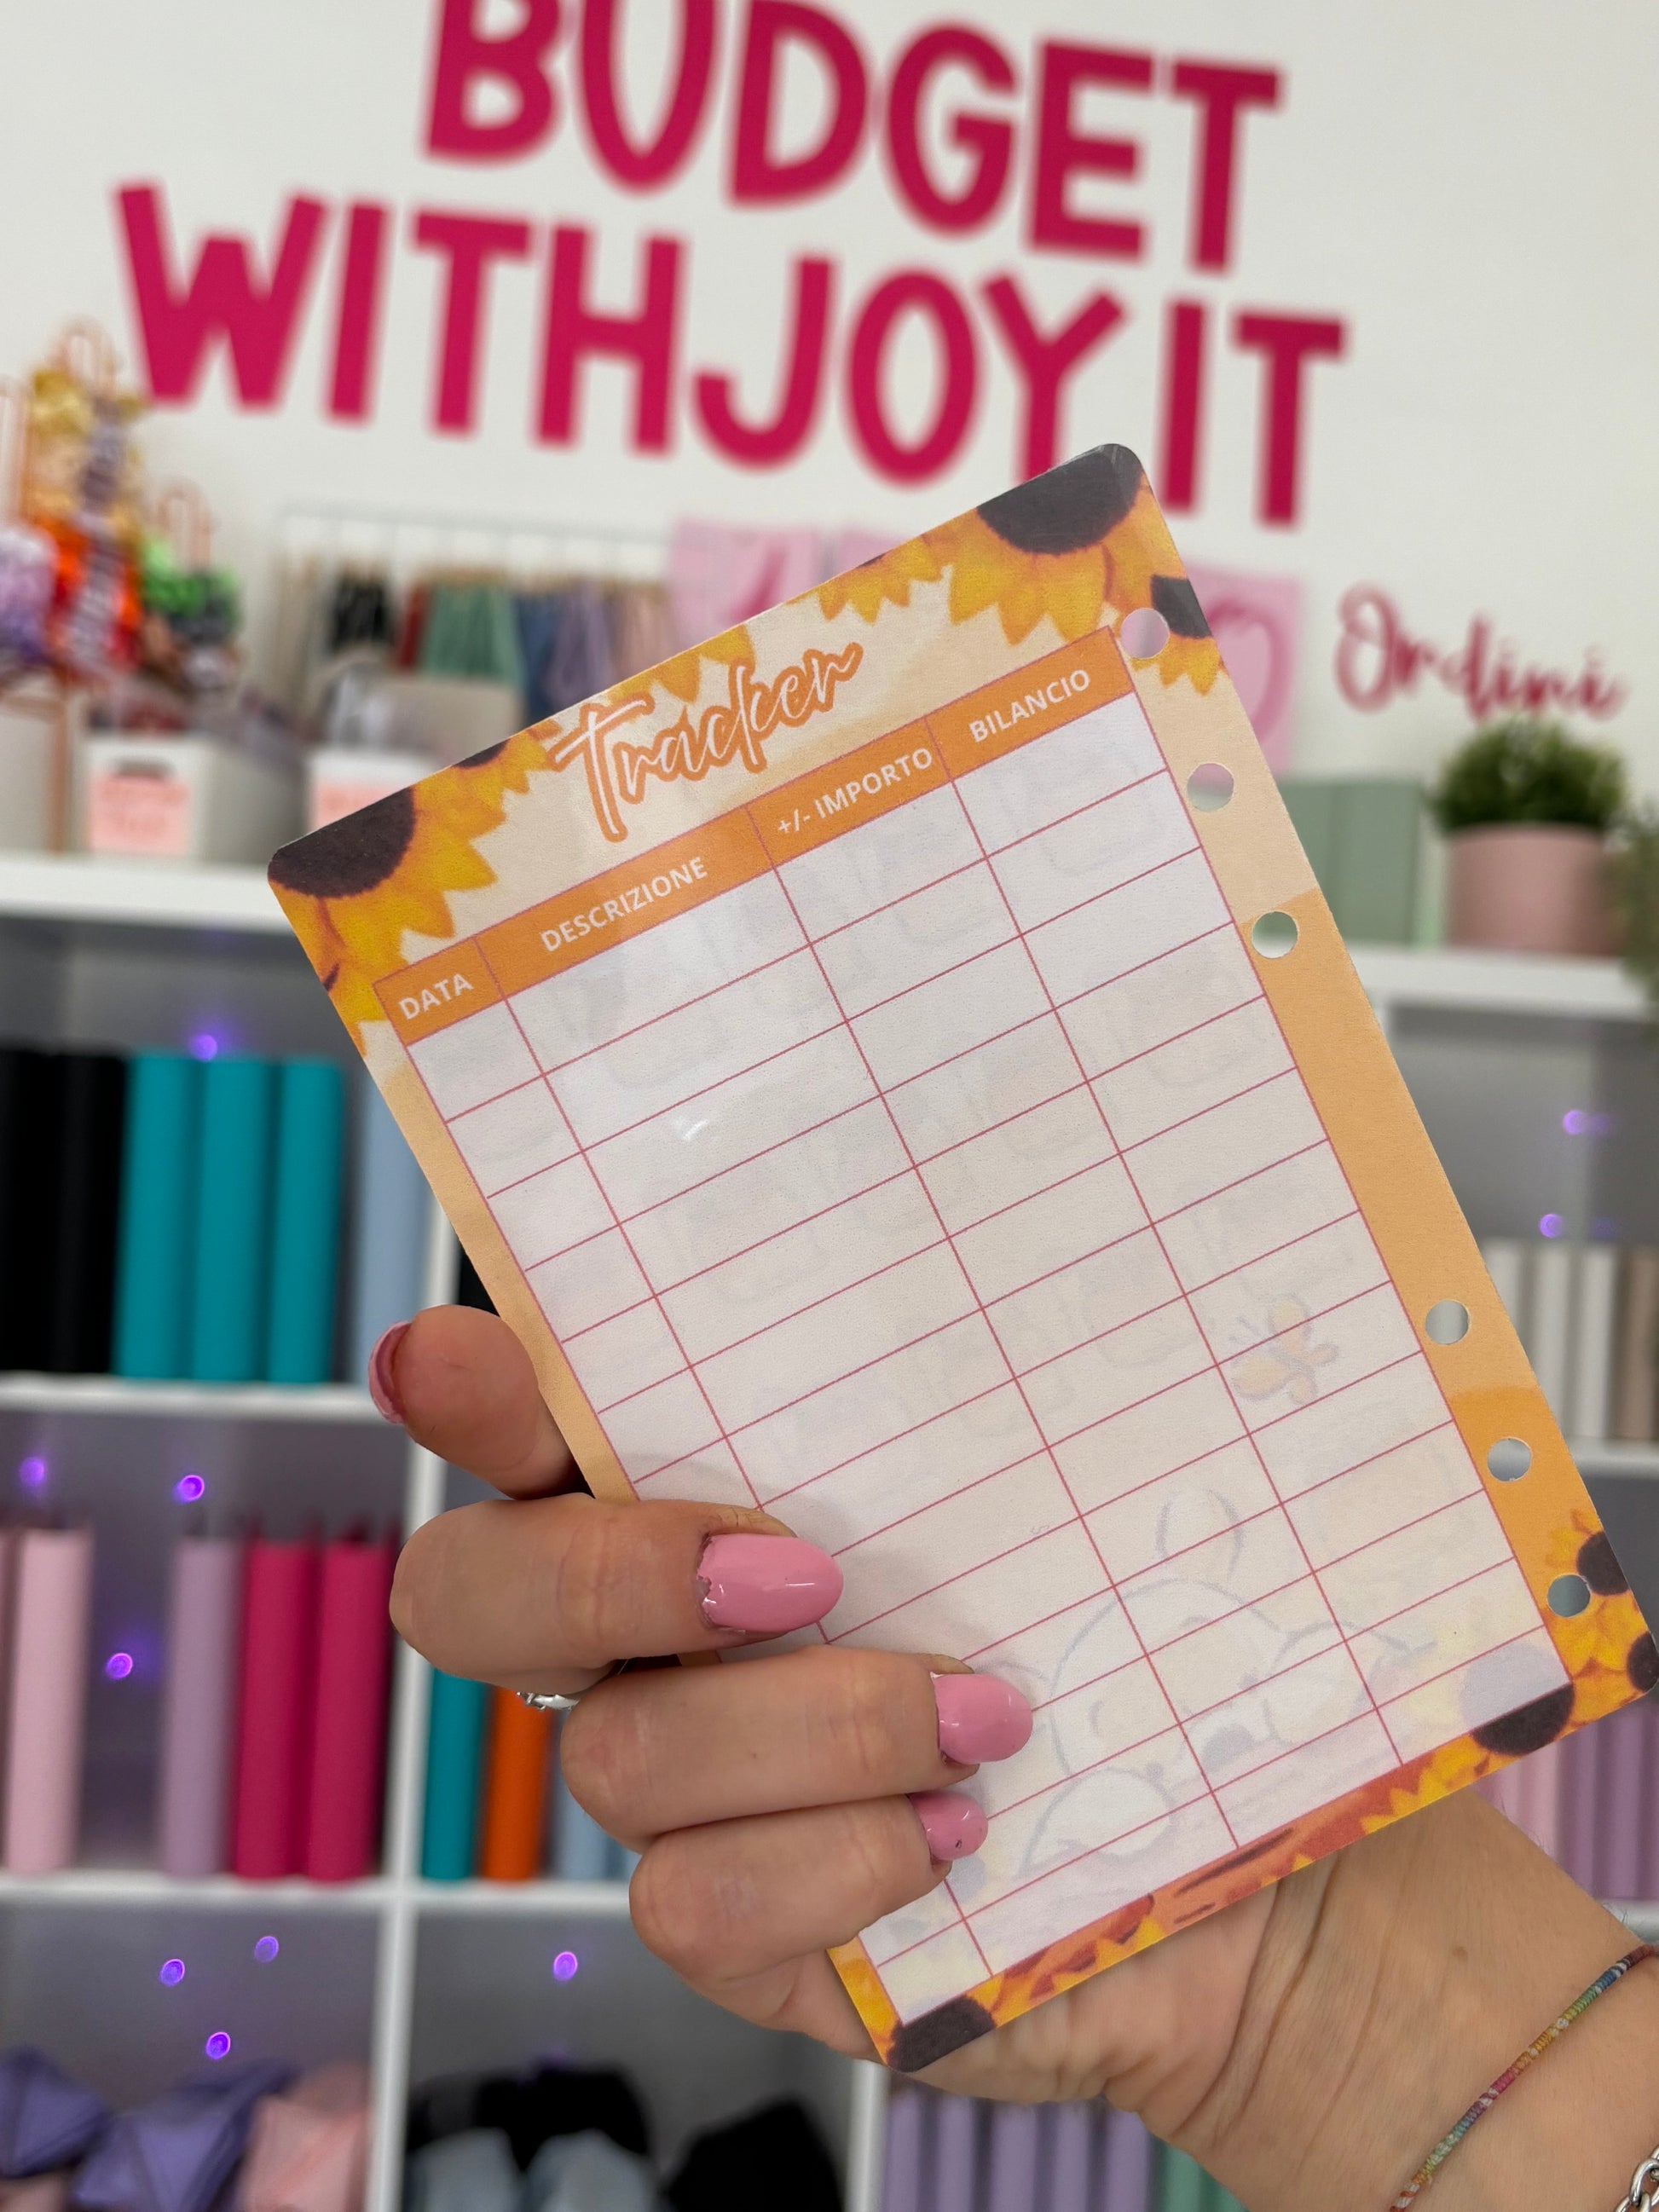 BUDGET
WITHJOY IT
Ordini
Tracker
DATA DESCRIZIONE +/- IMPORTO BILANCIO